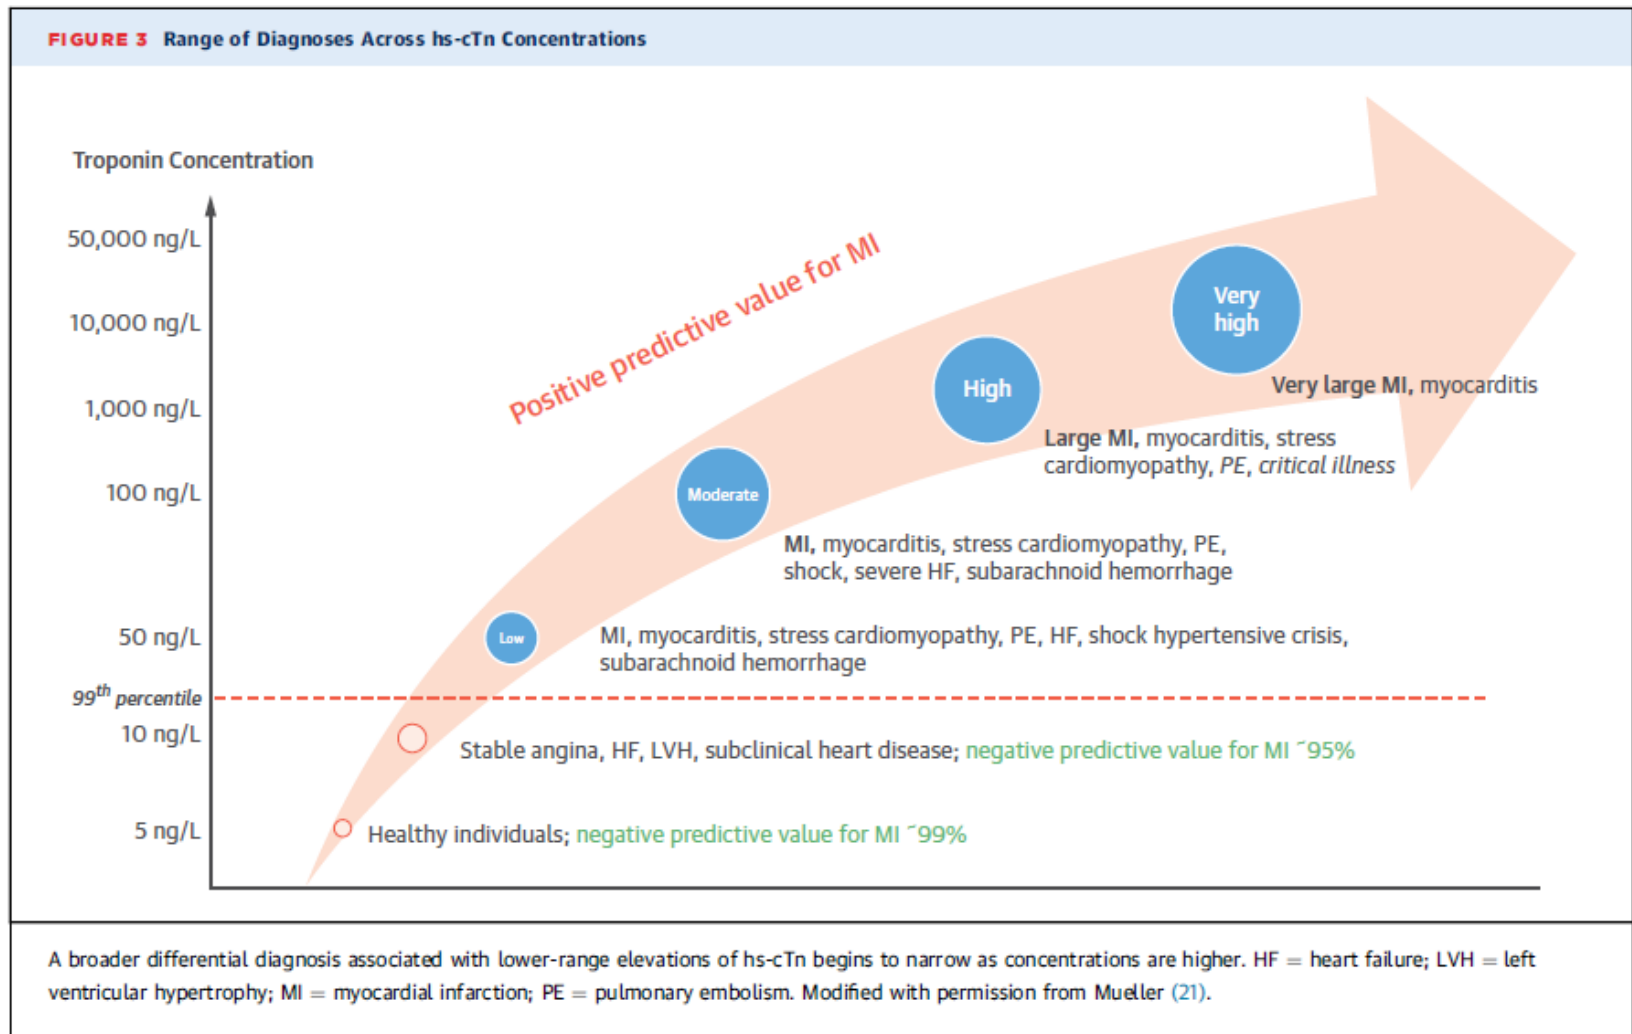 FIGURE 3 Range of Diagnoses Across hs-cTn Concentrations
Troponin Concentration
50,000 ng/L
10,000 ng/L
1,000 ng/L
100 ng/L
50 ng/L
99th percentile
10 ng/L
5 ng/L
Positive predictive value for MI
Very
high
Very large MI, myocarditis
High
Large MI, myocarditis, stress
cardiomyopathy, PE, critical illness
Moderate
MI, myocarditis, stress cardiomyopathy, PE,
shock, severe HF, subarachnoid hemorrhage
Low
MI, myocarditis, stress cardiomyopathy, PE, HF, shock hypertensive crisis,
subarachnoid hemorrhage
Stable angina, HF, LVH, subclinical heart disease; negative predictive value for MI ˜95%
Healthy individuals; negative predictive value for MI ˜99%
A broader differential diagnosis associated with lower-range elevations of hs-cTn begins to narrow as concentrations are higher. HF = heart failure; LVH = left
ventricular hypertrophy; MI = myocardial infarction; PE = pulmonary embolism. Modified with permission from Mueller (21).